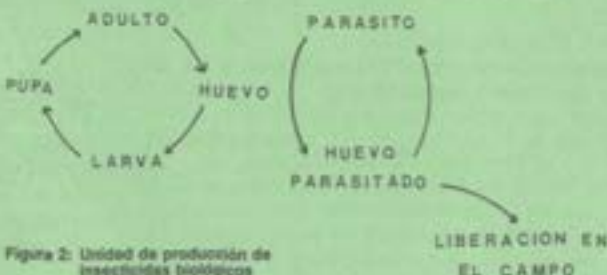 ADULTO
PUPA
HUEVO
LARVA
PARASITO
HUEVO
PARASITADO
LIBERACION EN
EL CAMPO
Figura 2: Unidad de producción de
insecticidas biológicos